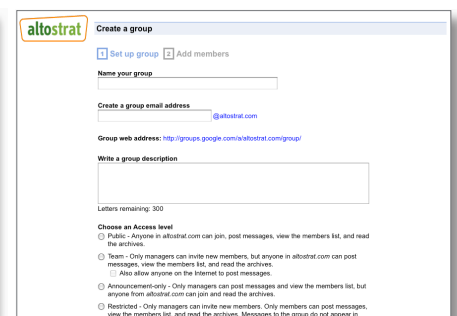 altostrat
Create a group
1 Set up group 2 Add members
Name your group
Create a group email address
@altostrat.com
Group web address: http://groups.google.com/a/altostrat.com/group/
Write a group description
Letters remaining: 300
Choose an Access level
Public - Anyone in altostrat.com can join, post messages, view the members list, and read
the archives.
Team - Only managers can invite new members, but anyone in altostrat.com can post
messages, view the members list, and read the archives.
Also allow anyone on the Internet to post messages.
Announcement-only - Only managers can post messages and view the members list, but
anyone from altostrat.com can join and read the archives.
Restricted - Only managers can invite new members. Only members can post messages,
view the members list, and read the archives. Messages to the group do not appear in